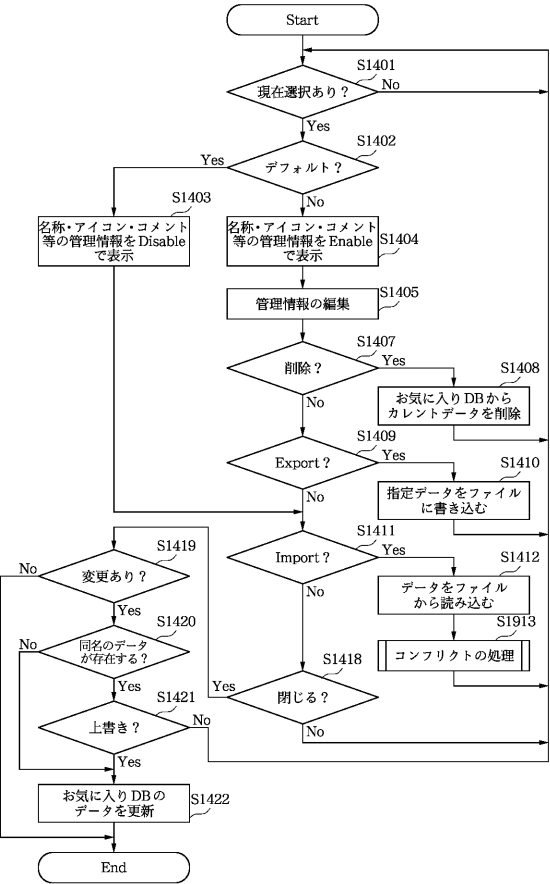 Start
S1401
現在選択あり？
No
Yes
S1402
デフォルト？
Yes
No
S1403
名称・アイコン・コメント
等の管理情報をDisable
で表示
名称・アイコン・コメント
等の管理情報をEnable
で表示
S1404
S1405
管理情報の編集
S1407
削除？
Yes
No
S1408
お気に入りDBから
カレントデータを削除
S1409
Export？
Yes
No
S1410
指定データをファイル
に書き込む
S1411
Import？
Yes
No
S1412
データをファイル
から読み込む
S1913
コンフリクトの処理
S1418
閉じる？
Yes
No
S1419
変更あり？
No
Yes
S1420
同名のデータ
が存在する？
No
Yes
S1421
上書き？
No
Yes
お気に入りDBの
データを更新
S1422
End